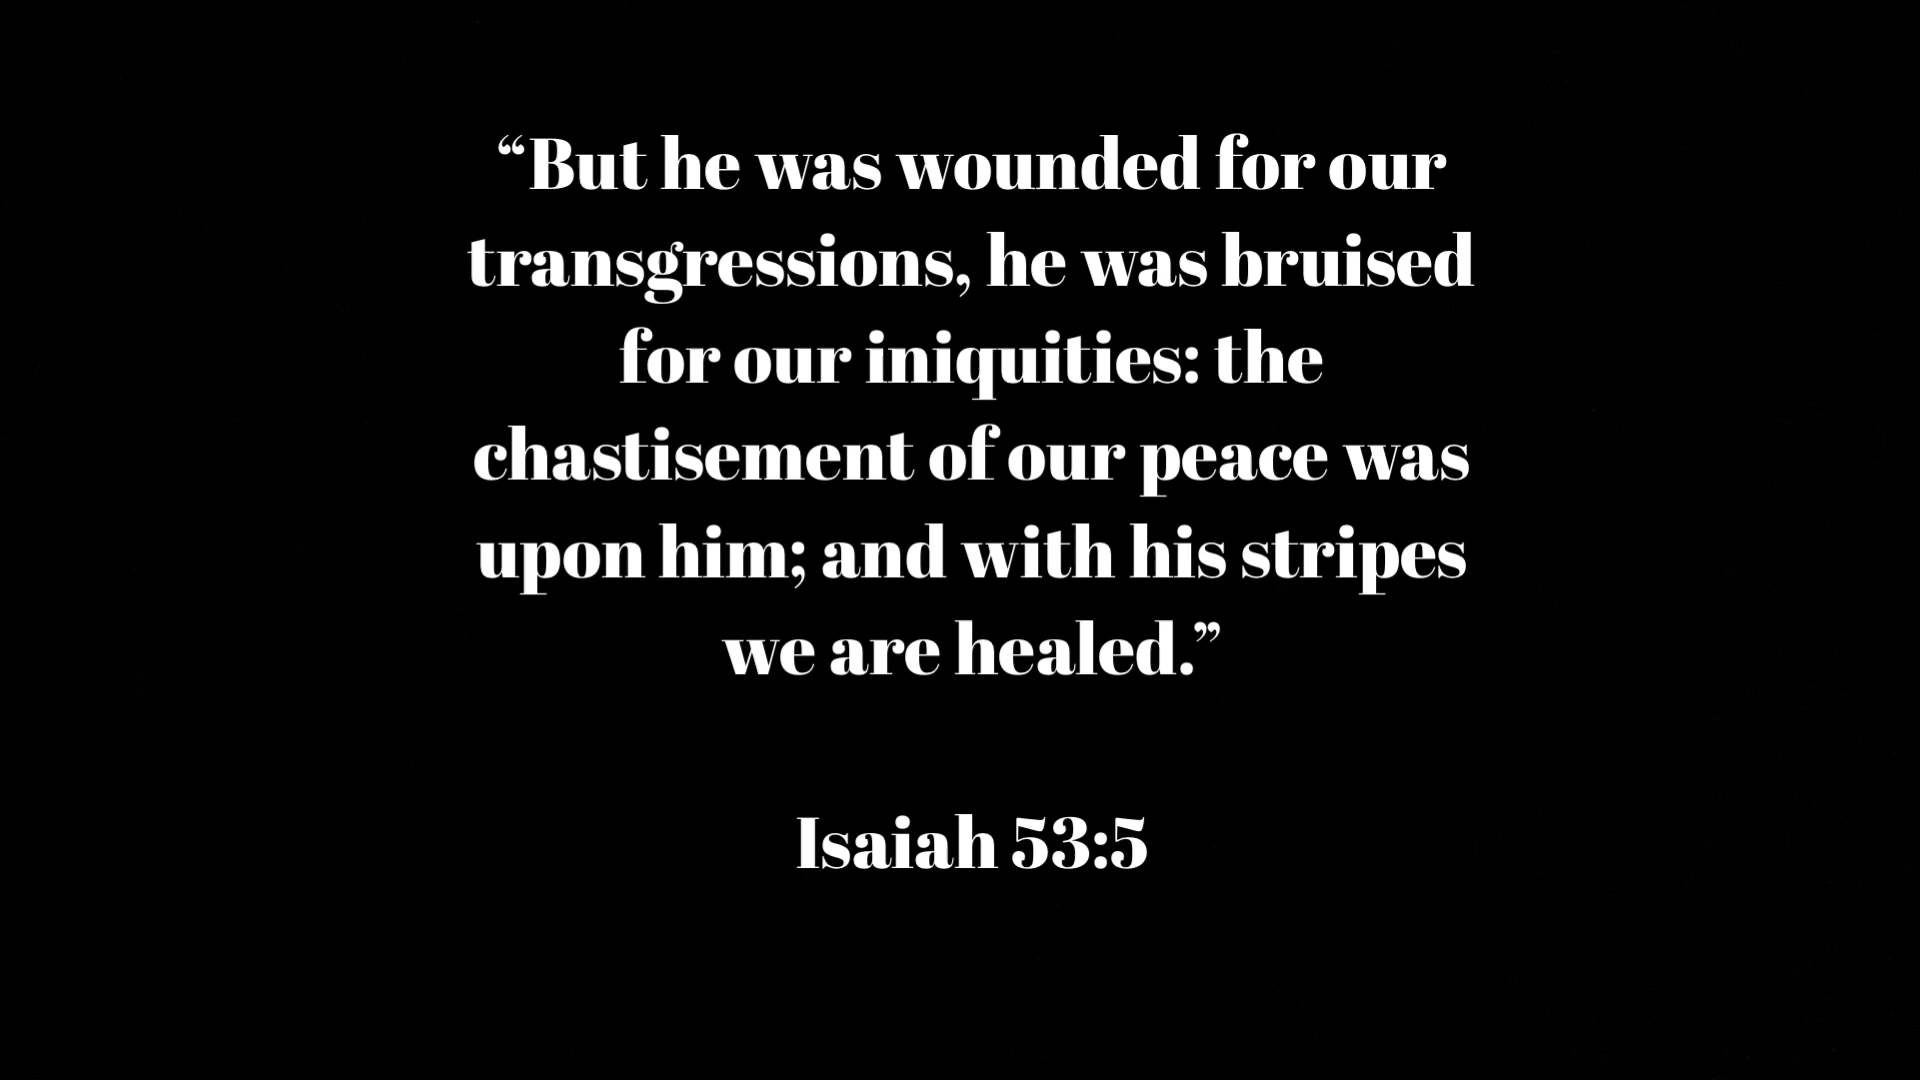 “But he was wounded for our
transgressions, he was bruised
for our iniquities: the
chastisement of our peace was
upon him; and with his stripes
we are healed.”
Isaiah 53:5